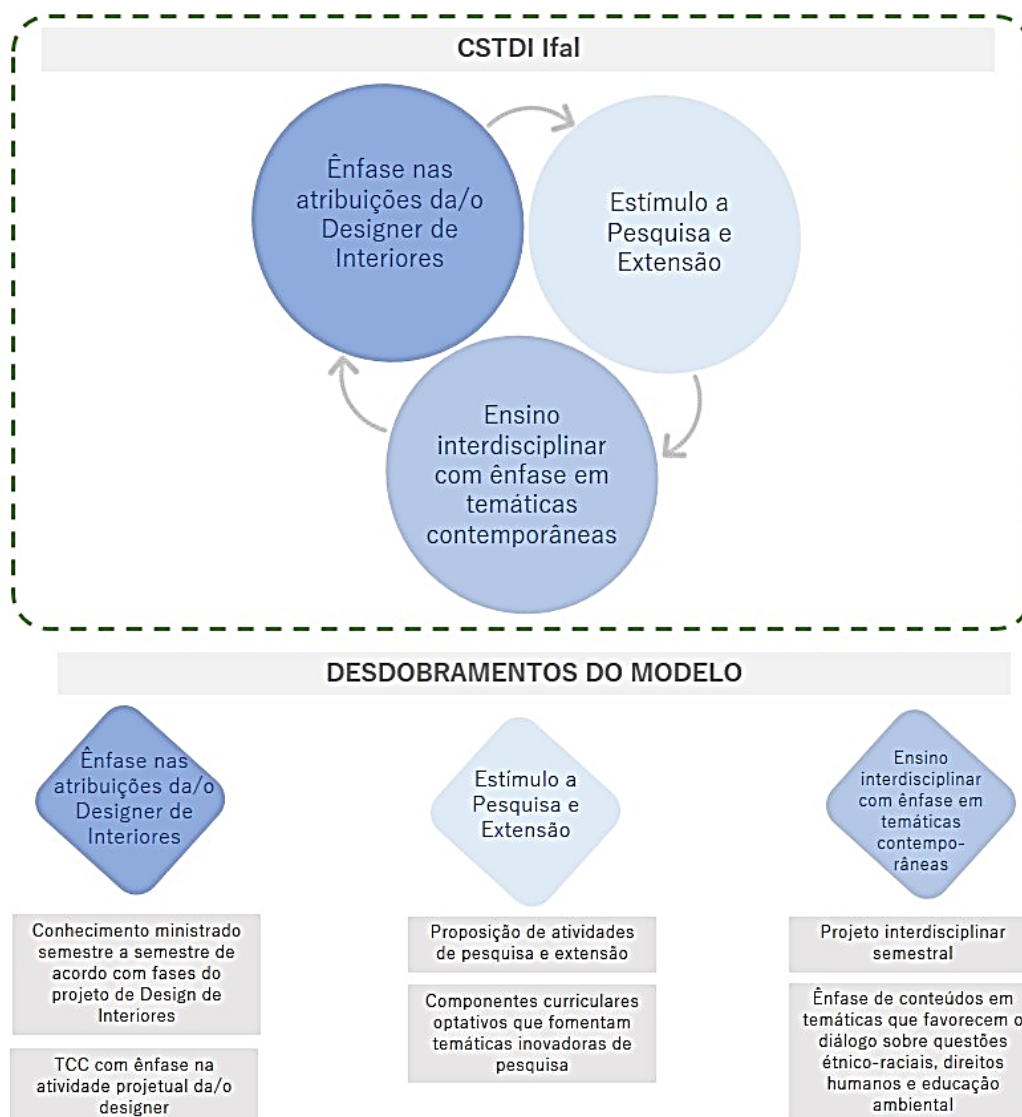 CSTDI Ifal
Ênfase nas
atribuições da/o
Designer de
Interiores
Estímulo a
Pesquisa e
Extensão
Ensino
interdisciplinar
com ênfase em
temáticas
contemporâneas
DESDOBRAMENTOS DO MODELO
Ênfase nas
atribuições da/o
Designer de
Interiores
Conhecimento ministrado
semestre a semestre de
acordo com fases do
projeto de Design de
Interiores
TCC com ênfase na
atividade projetual da/o
designer
Estímulo a
Pesquisa e
Extensão
Proposição de atividades
de pesquisa e extensão
Componentes curriculares
optativos que fomentam
temáticas inovadoras de
pesquisa
Ensino
interdisciplinar
com ênfase em
temáticas
contempo-
râneas
Projeto interdisciplinar
semestral
Ênfase de conteúdos em
temáticas que favorecem o
diálogo sobre questões
étnico-raciais, direitos
humanos e educação
ambiental